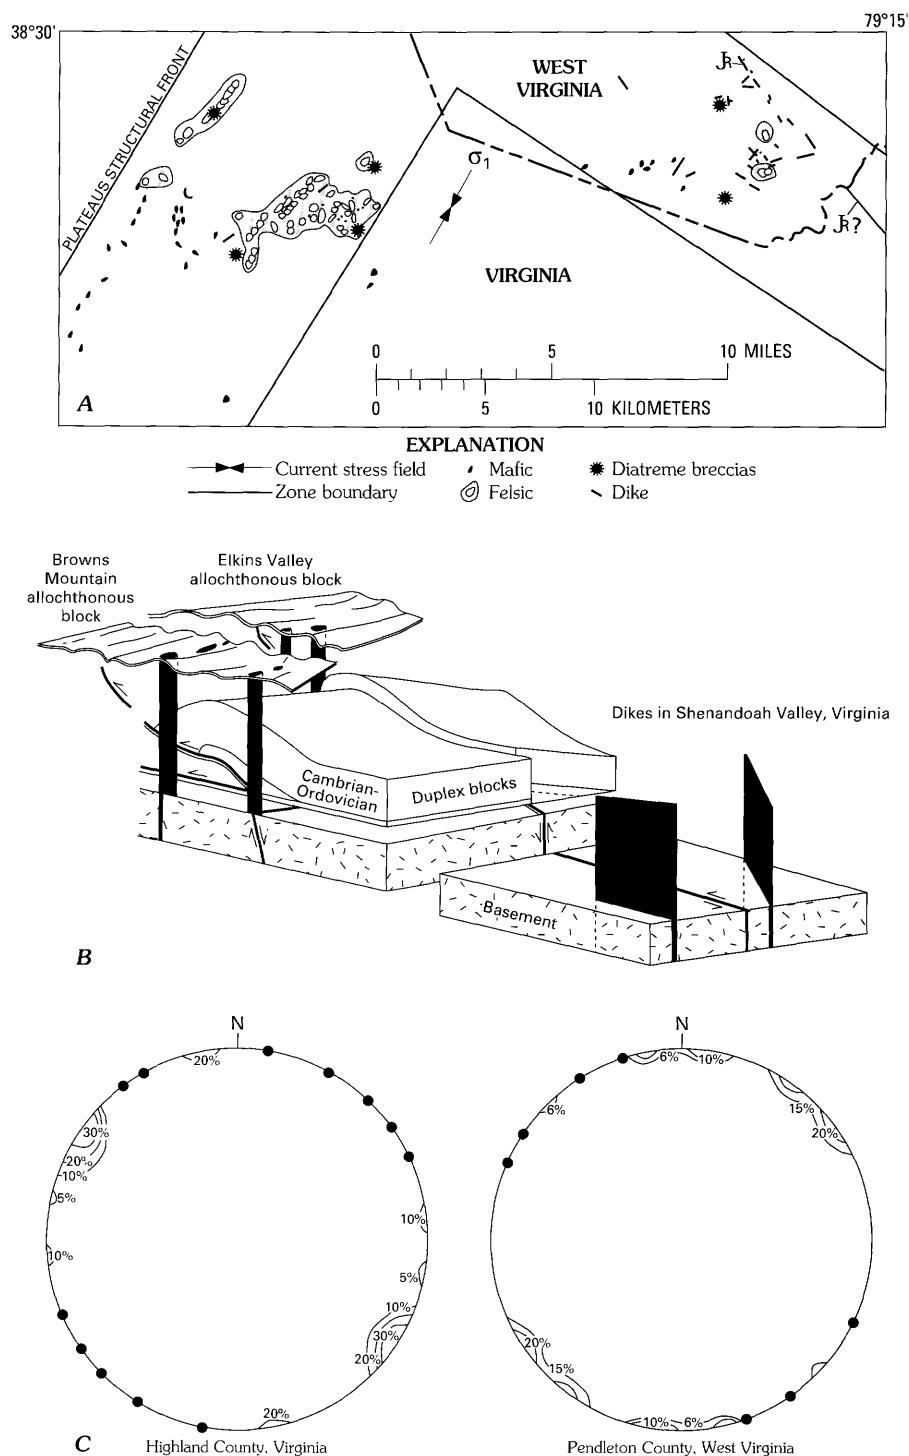 38°30'
79°15'
PLATEAUS STRUCTURAL FRONT
WEST
VIRGINIA
JR
σ1
JR?
VIRGINIA
0 5 10 MILES
0 5 10 KILOMETERS
A
EXPLANATION
Current stress field
Mafic
Diatreme breccias
Zone boundary
Felsic
Dike
Browns
Mountain
allochthonous
block
Elkins Valley
allochthonous block
Dikes in Shenandoah Valley, Virginia
Cambrian-
Ordovician
Duplex blocks
Basement
B
N
20%
30%
20%
10%
5%
10%
10%
5%
10%
30%
20%
20%
Highland County, Virginia
N
6%
10%
6%
15%
20%
20%
15%
10%
6%
Pendleton County, West Virginia
C